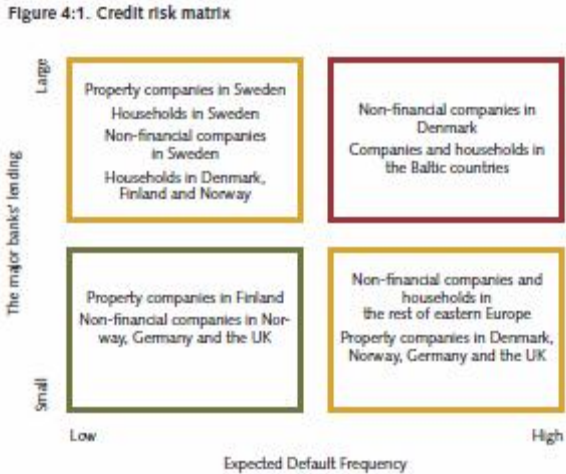 Figure 4:1. Credit risk matrix
Large
Property companies in Sweden
Households in Sweden
Non-financial companies
in Sweden
Households in Denmark,
Finland and Norway
Non-financial companies in
Denmark
Companies and households in
the Baltic countries
The major banks' lending
Property companies in Finland
Non-financial companies in Nor-
way, Germany and the UK
Non-financial companies and
households in
the rest of eastern Europe
Property companies in Denmark,
Norway, Germany and the UK
Small
Low
High
Expected Default Frequency